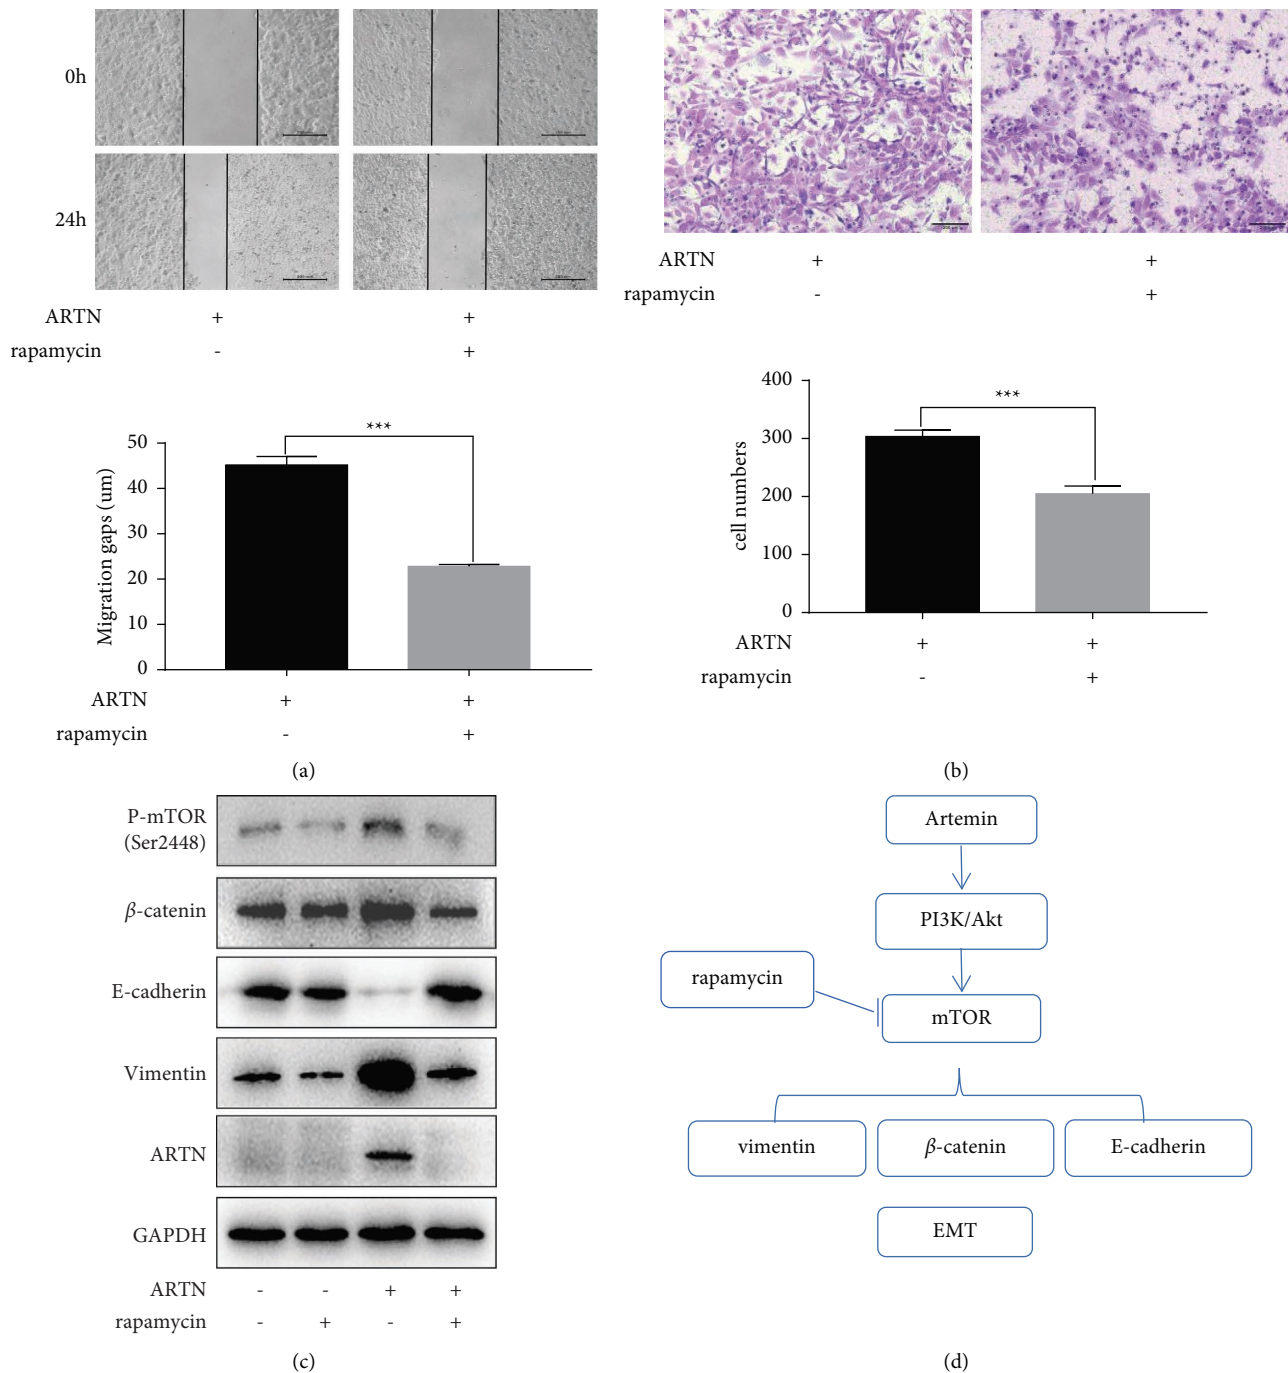 0h
24h
ARTN + +
rapamycin - +
50
40
30
20
10
0
Migration gaps (um)
***
ARTN + +
rapamycin - +
(a)
ARTN + +
rapamycin - +
400
300
200
100
0
cell numbers
***
ARTN + +
rapamycin - +
(b)
P-mTOR
(Ser2448)
β-catenin
E-cadherin
Vimentin
ARTN
GAPDH
ARTN - - + +
rapamycin - + - +
(c)
Artemin
PI3K/Akt
rapamycin
mTOR
vimentin
β-catenin
E-cadherin
EMT
(d)